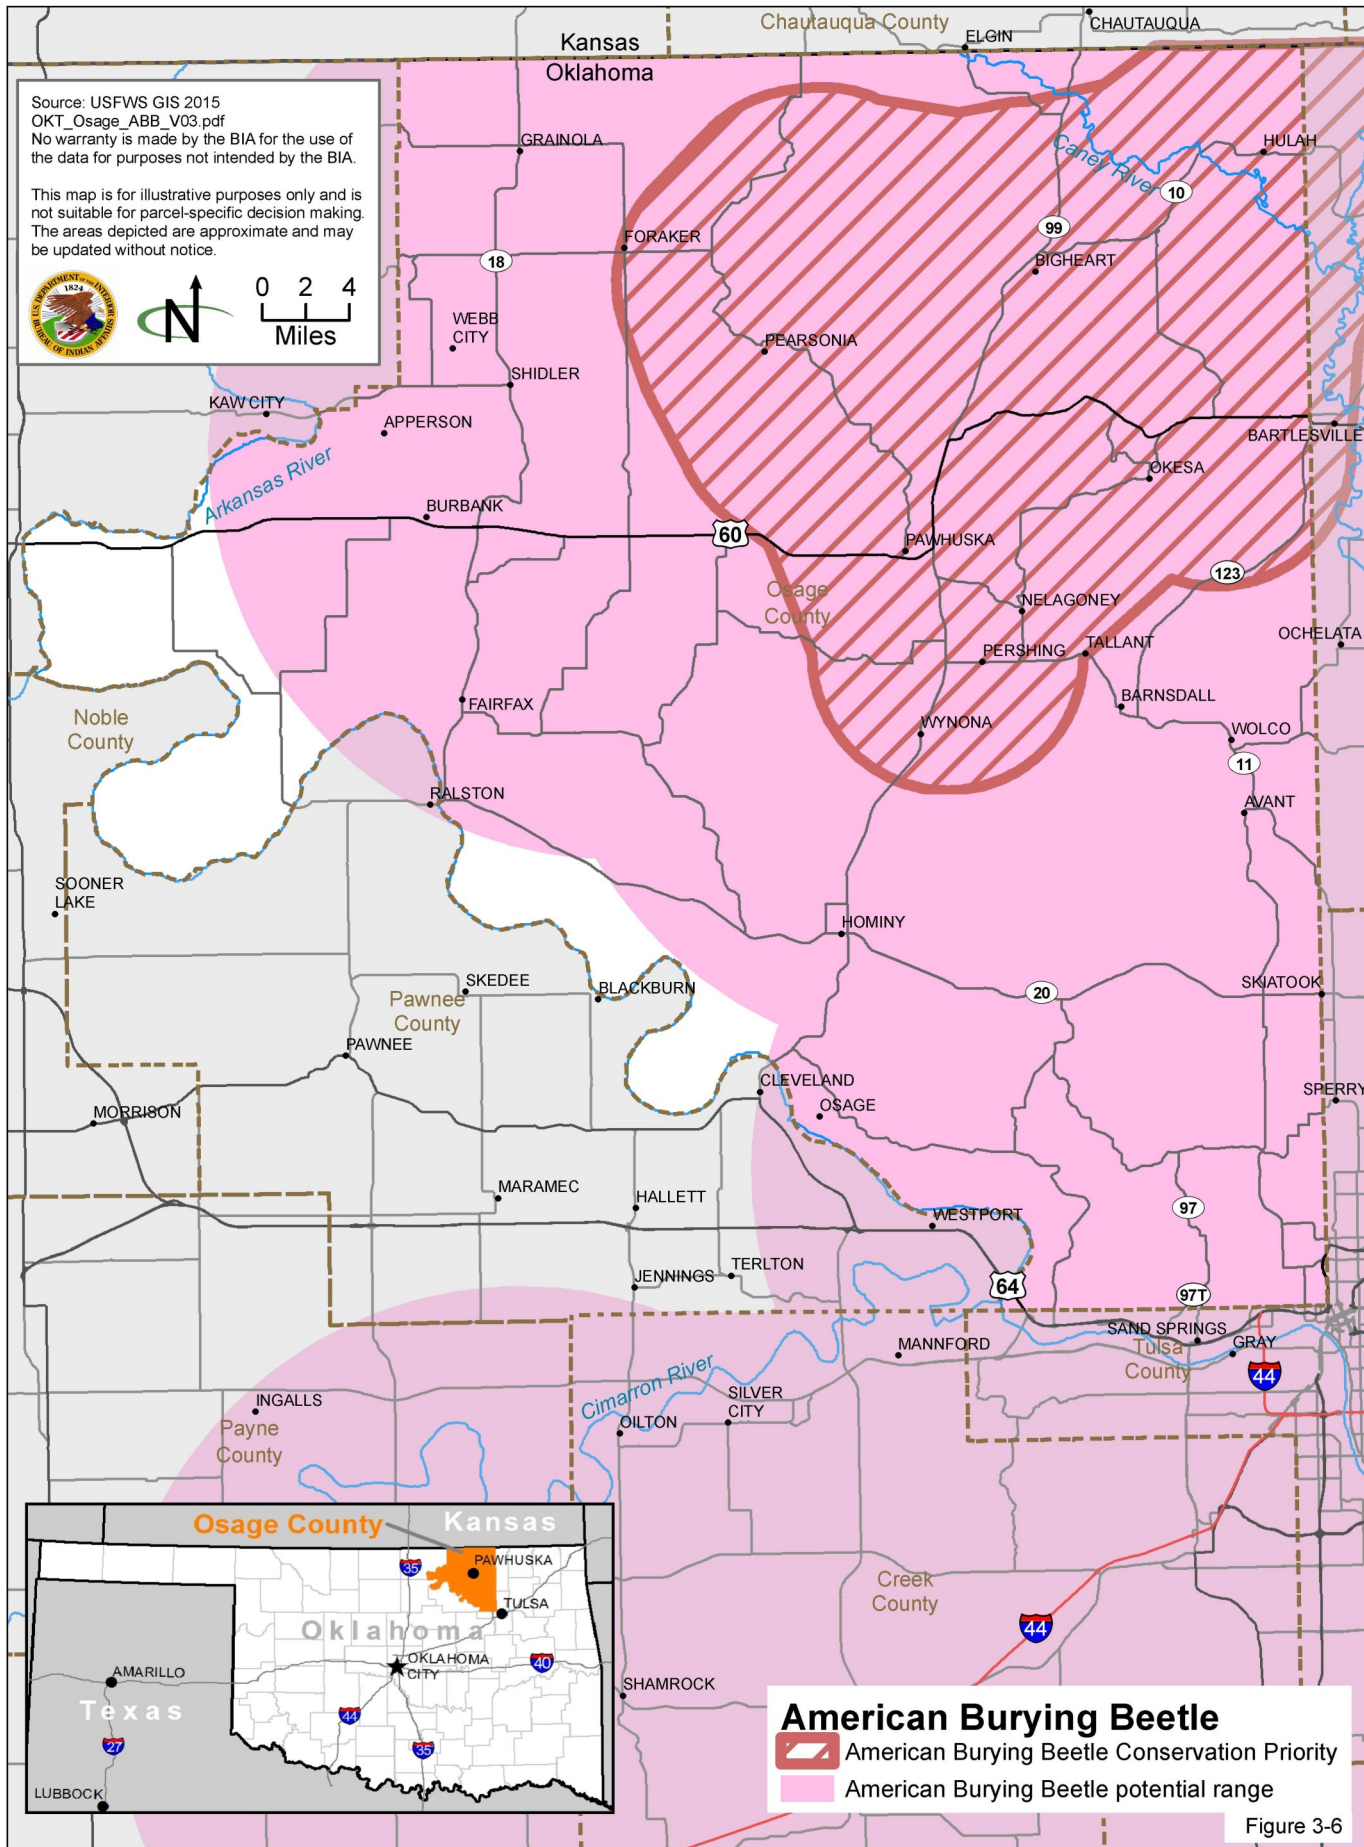 Chautauqua County
CHAUTAUQUA
ELGIN
Kansas
Oklahoma
Source: USFWS GIS 2015
OKT_Osage_ABB_V03.pdf
No warranty is made by the BIA for the use of
the data for purposes not intended by the BIA.
This map is for illustrative purposes only and is
not suitable for parcel-specific decision making.
The areas depicted are approximate and may
be updated without notice.
U.S. DEPARTMENT OF THE INTERIOR
1824
BUREAU OF INDIAN AFFAIRS
N
0 2 4
Miles
GRAINOLA
HULAH
Caney River
10
99
FORAKER
18
BIGHEART
WEBB
CITY
PEARSONIA
SHIDLER
KAW CITY
APPERSON
BARTLESVILLE
Arkansas River
OKESA
BURBANK
60
PAWHUSKA
123
Osage
County
NELAGONEY
OCHELATA
PERSHING
TALLANT
BARNSDALL
FAIRFAX
Noble
County
WYNONA
WOLCO
11
RALSTON
AVANT
SOONER
LAKE
HOMINY
SKEDEE
BLACKBURN
20
SKIATOOK
Pawnee
County
PAWNEE
CLEVELAND
OSAGE
SPERRY
MORRISON
MARAMEC
HALLETT
97
WESTPORT
TERLTON
JENNINGS
64
97T
SAND SPRINGS
GRAY
Tulsa
County
MANNFORD
44
Cimarron River
SILVER
CITY
INGALLS
OILTON
Payne
County
Osage County
Kansas
35
PAWHUSKA
TULSA
Oklahoma
OKLAHOMA
CITY
40
AMARILLO
Texas
44
35
27
LUBBOCK
Creek
County
44
SHAMROCK
American Burying Beetle
American Burying Beetle Conservation Priority
American Burying Beetle potential range
Figure 3-6